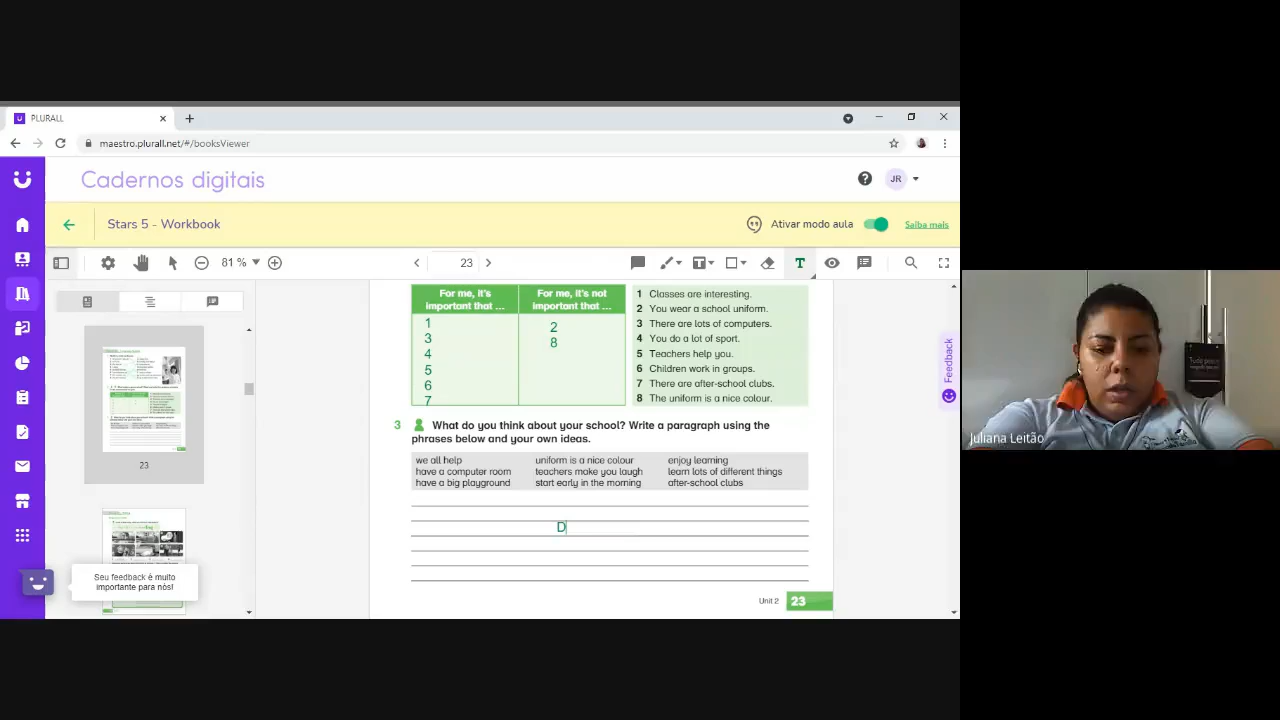 PLURALL
maestro.plurall.net/#/booksViewer
Cadernos digitais
JR
Stars 5 - Workbook
Ativar modo aula
Saiba mais
23
81 %
T
For me, it's important that ...
For me, it's not important that ...
1
3
4
5
6
7
2
8
1 Classes are interesting.
2 You wear a school uniform.
3 There are lots of computers.
4 You do a lot of sport.
5 Teachers help you.
6 Children work in groups.
7 There are after-school clubs.
8 The uniform is a nice colour.
3 What do you think about your school? Write a paragraph using the
phrases below and your own ideas.
we all help uniform is a nice colour enjoy learning
have a computer room teachers make you laugh learn lots of different things
have a big playground start early in the morning after-school clubs
D
Unit 2 23
23
Seu feedback é muito
importante para nós!
Feedback
Juliana Leitão